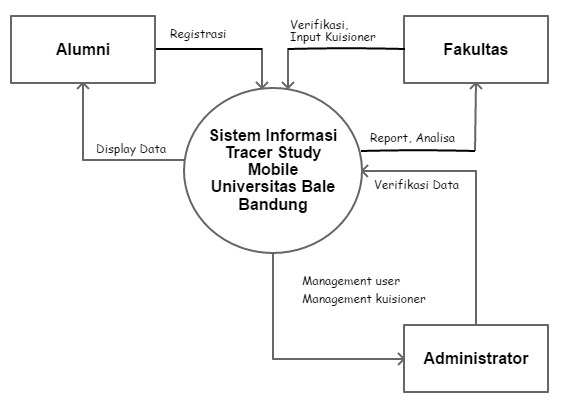 Alumni
Registrasi
Verifikasi,
Input Kuisioner
Fakultas
Display Data
Sistem Informasi
Tracer Study
Mobile
Universitas Bale
Bandung
Report, Analisa
Verifikasi Data
Management user
Management kuisioner
Administrator